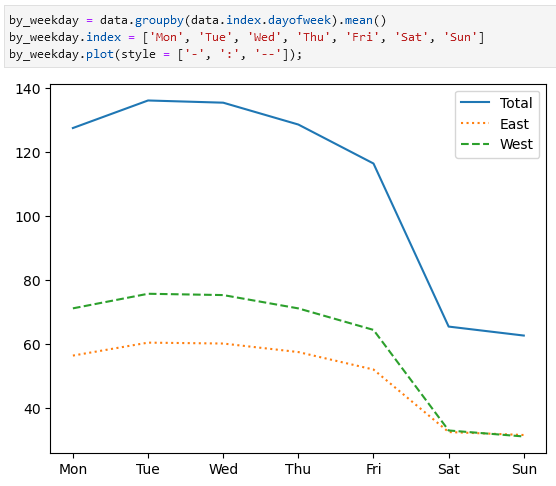 by_weekday = data.groupby(data.index.dayofweek).mean()
by_weekday.index = ['Mon', 'Tue', 'Wed', 'Thu', 'Fri', 'Sat', 'Sun']
by_weekday.plot(style = ['-', ':', '--']);
140
120
100
80
60
40
Total
East
West
Mon Tue Wed Thu Fri Sat Sun